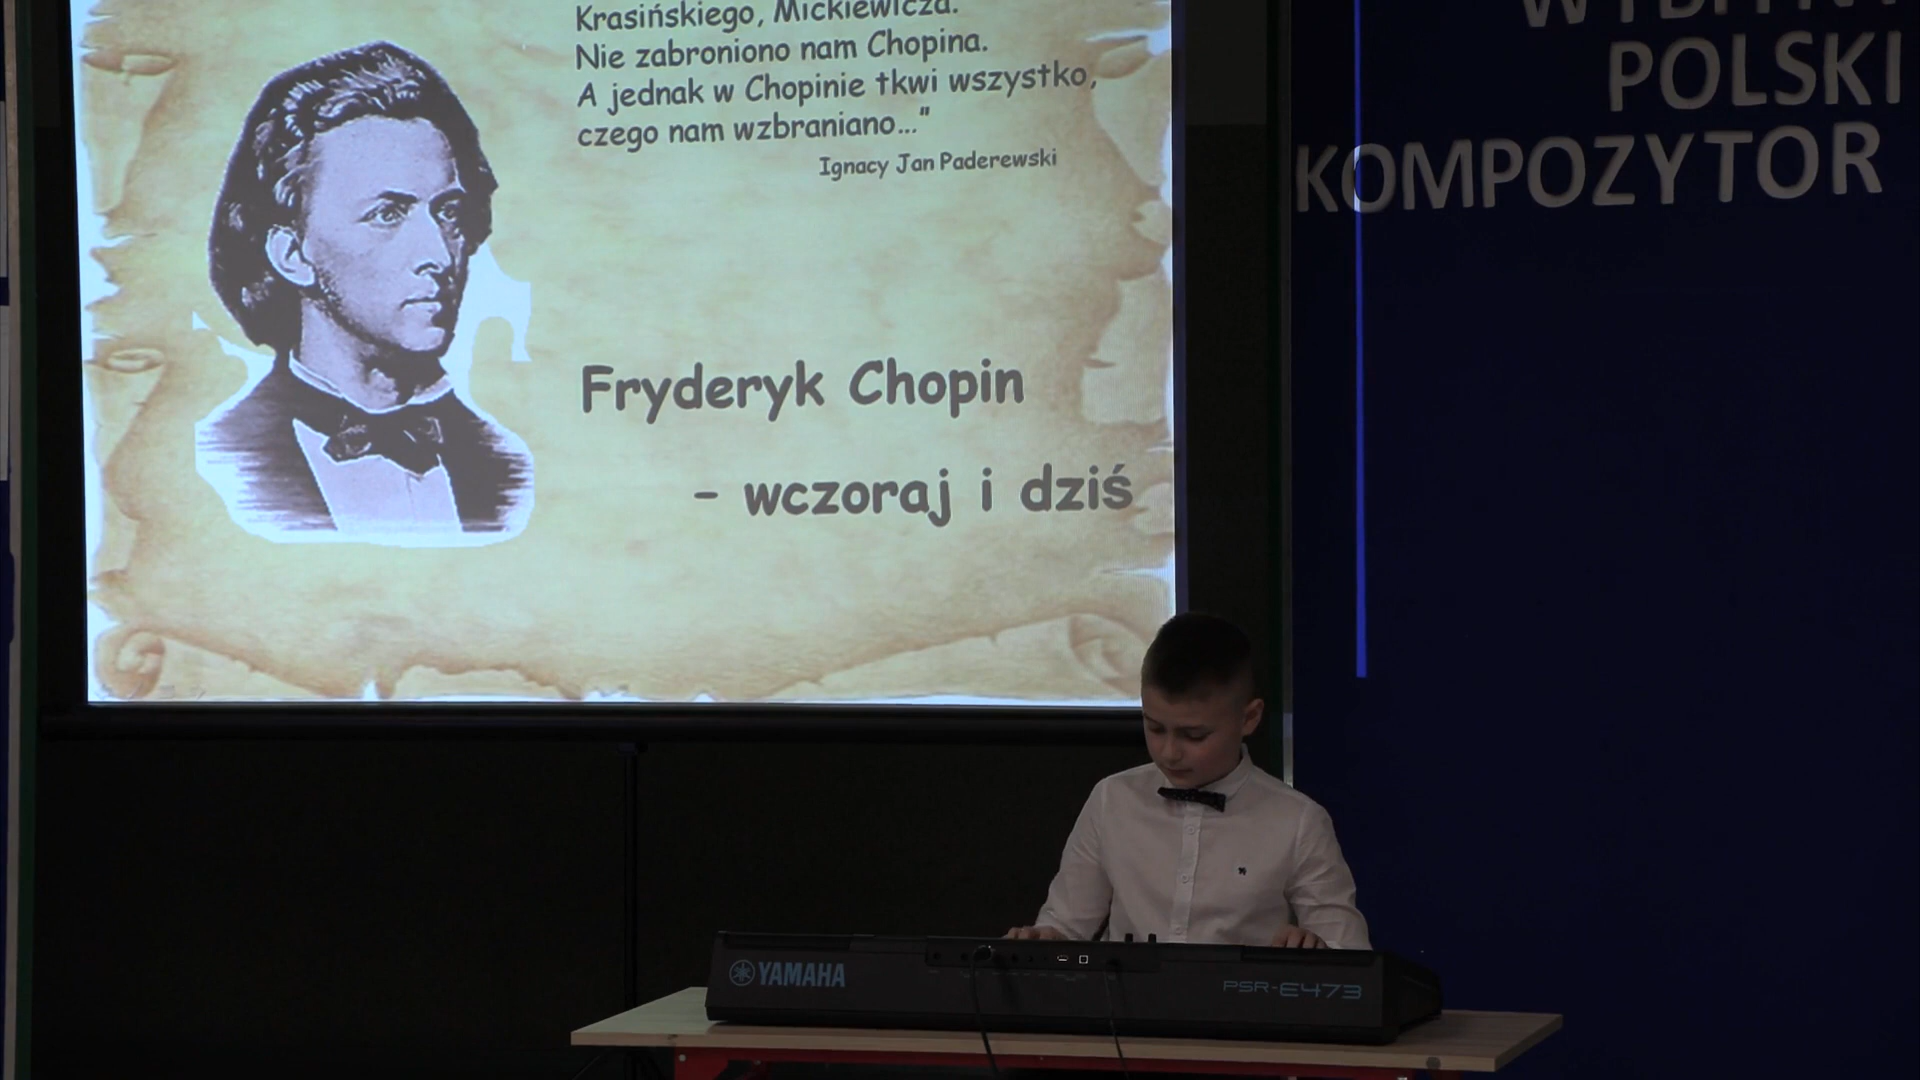 Krasińskiego, Mickiewicza.
Nie zabroniono nam Chopina.
A jednak w Chopinie tkwi wszystko,
czego nam wzbraniano..."
Ignacy Jan Paderewski
Fryderyk Chopin
- wczoraj i dziś
WYBITNY
POLSKI
KOMPOZYTOR
YAMAHA
PSR-E473